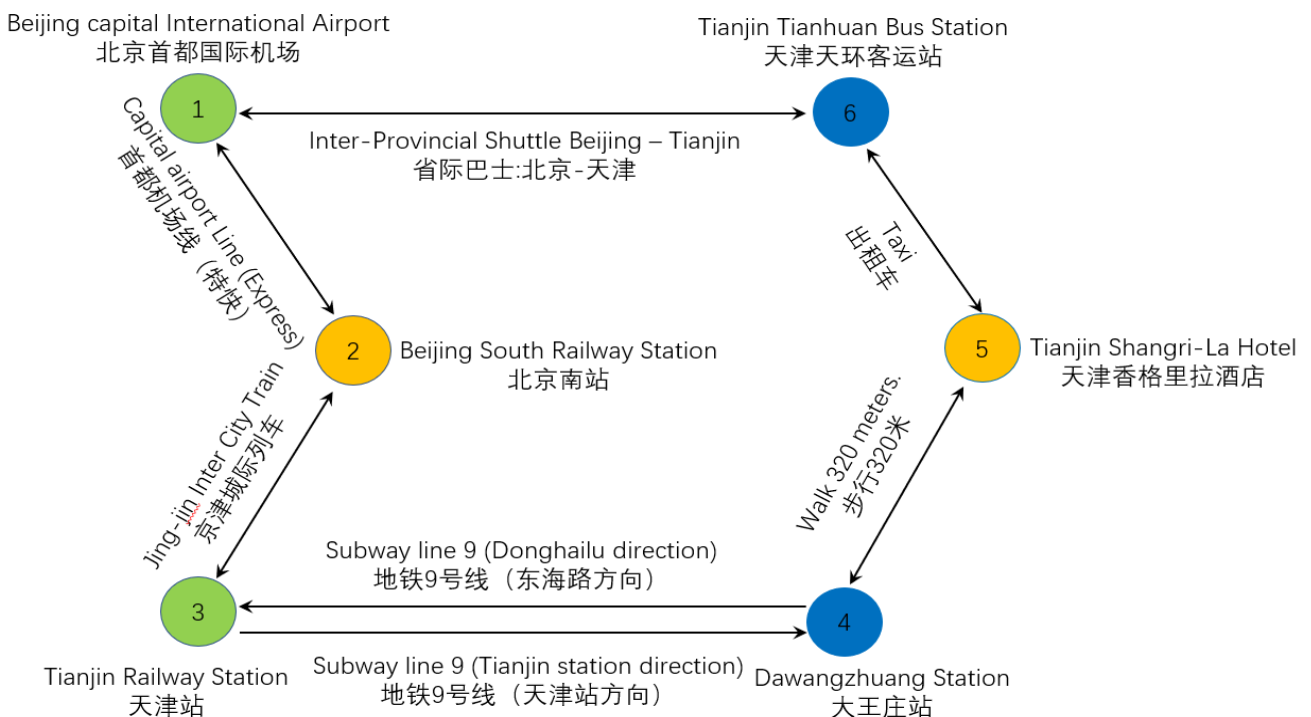 Beijing capital International Airport
北京首都国际机场
1
Tianjin Tianhuan Bus Station
天津天环客运站
6
Inter-Provincial Shuttle Beijing – Tianjin
省际巴士:北京-天津
Capital airport Line (Express)
首都机场线（特快）
Taxi
出租车
2
Beijing South Railway Station
北京南站
5
Tianjin Shangri-La Hotel
天津香格里拉酒店
Jing-jin Inter City Train
京津城际列车
Walk 320 meters.
步行320米
Subway line 9 (Donghailu direction)
地铁9号线（东海路方向）
3
4
Subway line 9 (Tianjin station direction)
地铁9号线（天津站方向）
Tianjin Railway Station
天津站
Dawangzhuang Station
大王庄站